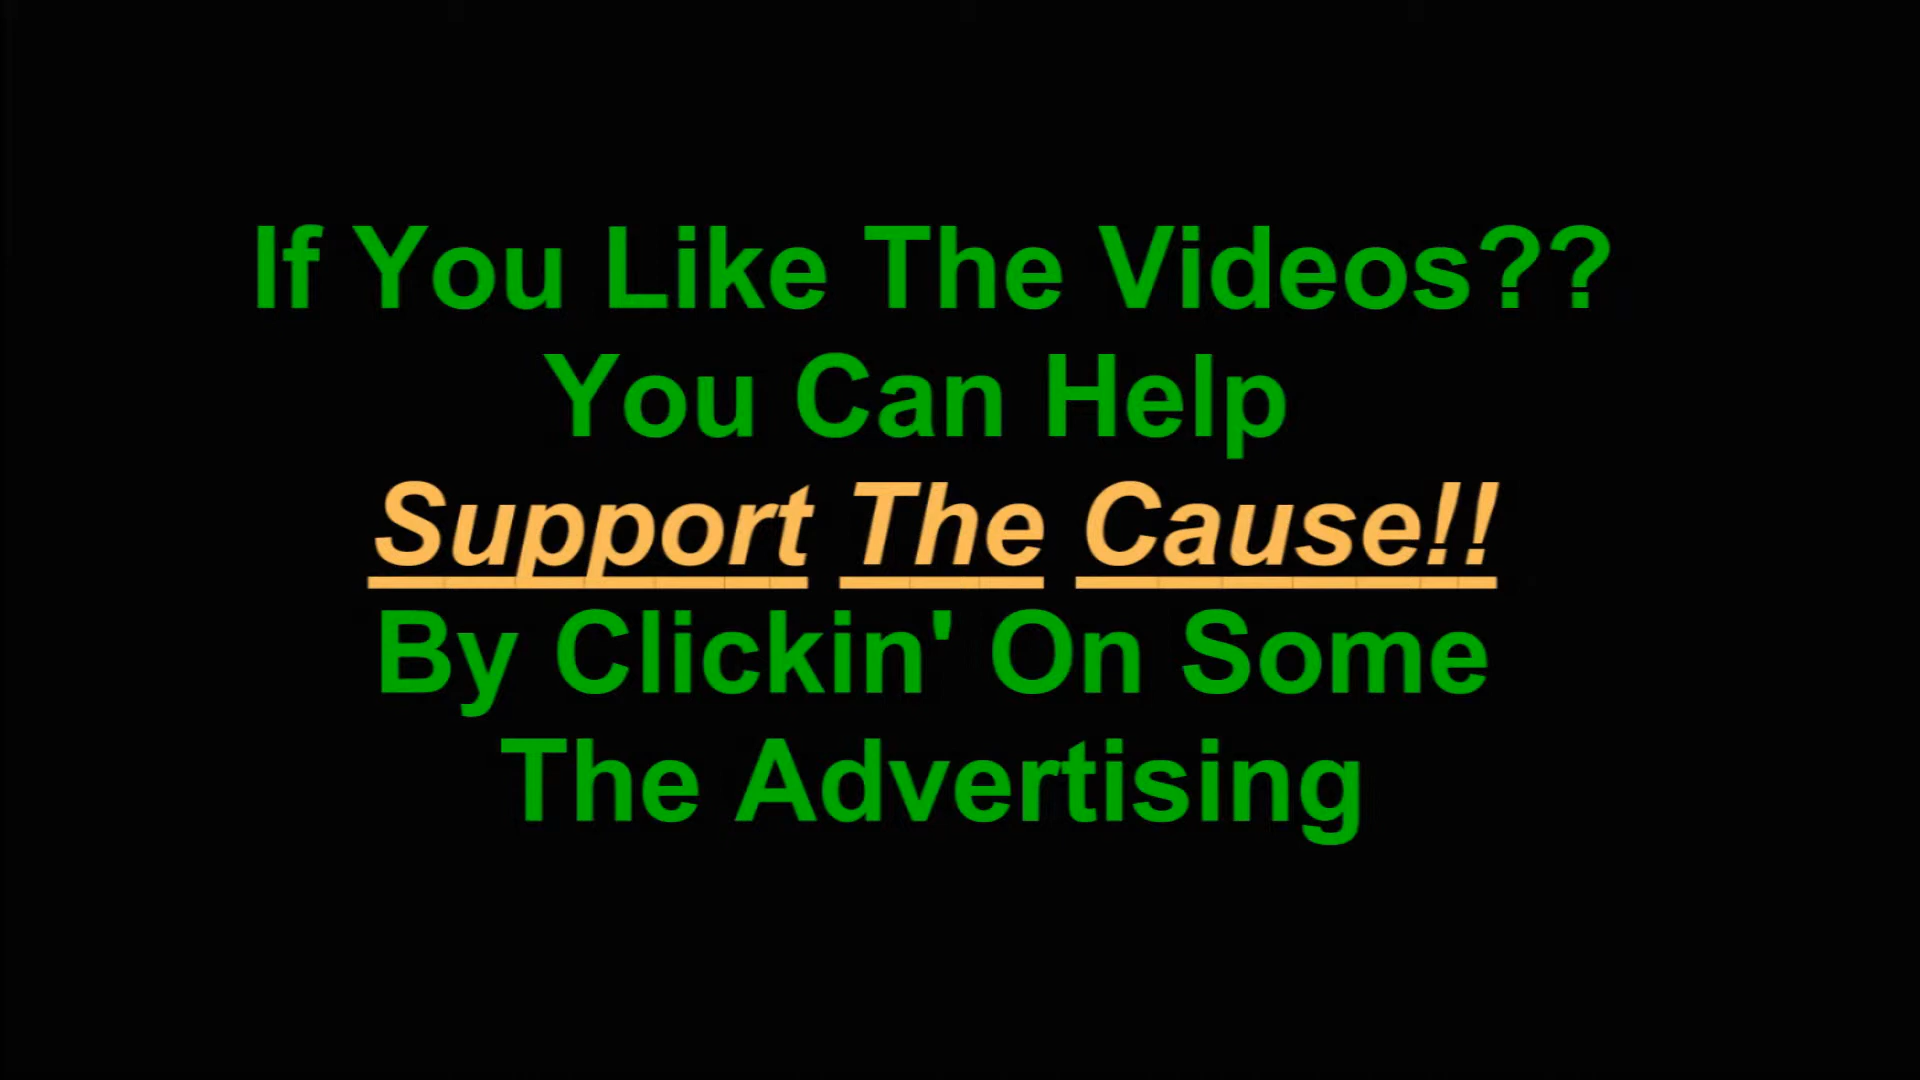 If You Like The Videos??
You Can Help
Support The Cause!!
By Clickin' On Some
The Advertising